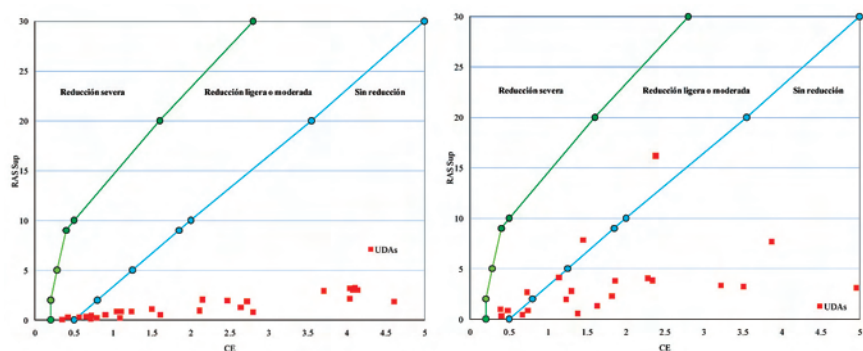 30
25
20
15
10
5
0
RAS Sup
Reducción severa
Reducción ligera o moderada
Sin reducción
UDAs
0 0.5 1 1.5 2 2.5 3 3.5 4 4.5 5
CE
30
25
20
15
10
5
0
RAS Sup
Reducción severa
Reducción ligera o moderada
Sin reducción
UDAs
0 0.5 1 1.5 2 2.5 3 3.5 4 4.5 5
CE